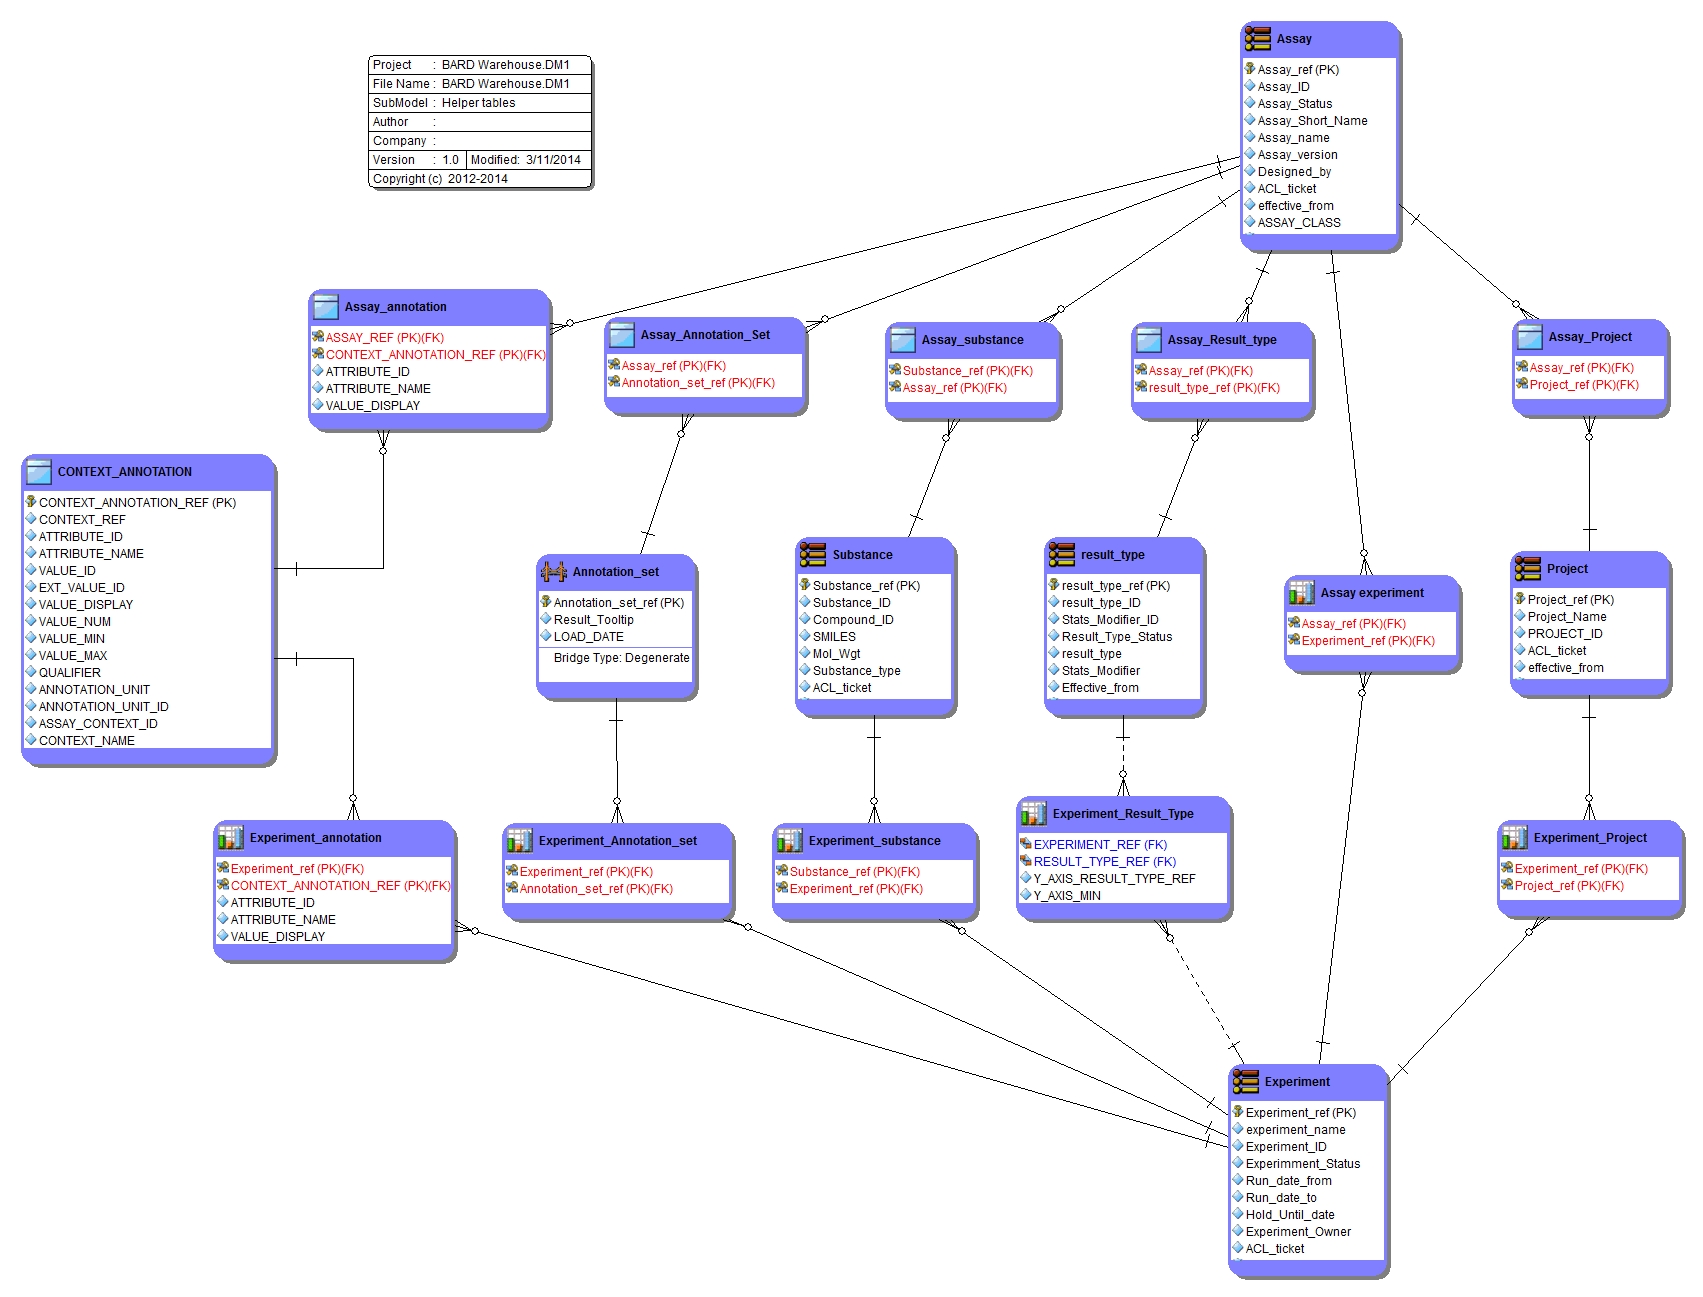 Project : BARD Warehouse.DM1
File Name : BARD Warehouse.DM1
SubModel : Helper tables
Author :
Company :
Version : 1.0 Modified: 3/11/2014
Copyright (c) 2012-2014
Assay
Assay_ref (PK)
Assay_ID
Assay_Status
Assay_Short_Name
Assay_name
Assay_version
Designed_by
ACL_ticket
effective_from
ASSAY_CLASS
Assay_annotation
ASSAY_REF (PK)(FK)
CONTEXT_ANNOTATION_REF (PK)(FK)
ATTRIBUTE_ID
ATTRIBUTE_NAME
VALUE_DISPLAY
Assay_Annotation_Set
Assay_ref (PK)(FK)
Annotation_set_ref (PK)(FK)
Assay_substance
Substance_ref (PK)(FK)
Assay_ref (PK)(FK)
Assay_Result_type
Assay_ref (PK)(FK)
result_type_ref (PK)(FK)
Assay_Project
Assay_ref (PK)(FK)
Project_ref (PK)(FK)
CONTEXT_ANNOTATION
CONTEXT_ANNOTATION_REF (PK)
CONTEXT_REF
ATTRIBUTE_ID
ATTRIBUTE_NAME
VALUE_ID
EXT_VALUE_ID
VALUE_DISPLAY
VALUE_NUM
VALUE_MIN
VALUE_MAX
QUALIFIER
ANNOTATION_UNIT
ANNOTATION_UNIT_ID
ASSAY_CONTEXT_ID
CONTEXT_NAME
Annotation_set
Annotation_set_ref (PK)
Result_Tooltip
LOAD_DATE
Bridge Type: Degenerate
Substance
Substance_ref (PK)
Substance_ID
Compound_ID
SMILES
Mol_Wgt
Substance_type
ACL_ticket
result_type
result_type_ref (PK)
result_type_ID
Stats_Modifier_ID
Result_Type_Status
result_type
Stats_Modifier
Effective_from
Assay experiment
Assay_ref (PK)(FK)
Experiment_ref (PK)(FK)
Project
Project_ref (PK)
Project_Name
PROJECT_ID
ACL_ticket
effective_from
Experiment_annotation
Experiment_ref (PK)(FK)
CONTEXT_ANNOTATION_REF (PK)(FK)
ATTRIBUTE_ID
ATTRIBUTE_NAME
VALUE_DISPLAY
Experiment_Annotation_set
Experiment_ref (PK)(FK)
Annotation_set_ref (PK)(FK)
Experiment_substance
Substance_ref (PK)(FK)
Experiment_ref (PK)(FK)
Experiment_Result_Type
EXPERIMENT_REF (FK)
RESULT_TYPE_REF (FK)
Y_AXIS_RESULT_TYPE_REF
Y_AXIS_MIN
Experiment_Project
Experiment_ref (PK)(FK)
Project_ref (PK)(FK)
Experiment
Experiment_ref (PK)
experiment_name
Experiment_ID
Experimment_Status
Run_date_from
Run_date_to
Hold_Until_date
Experiment_Owner
ACL_ticket